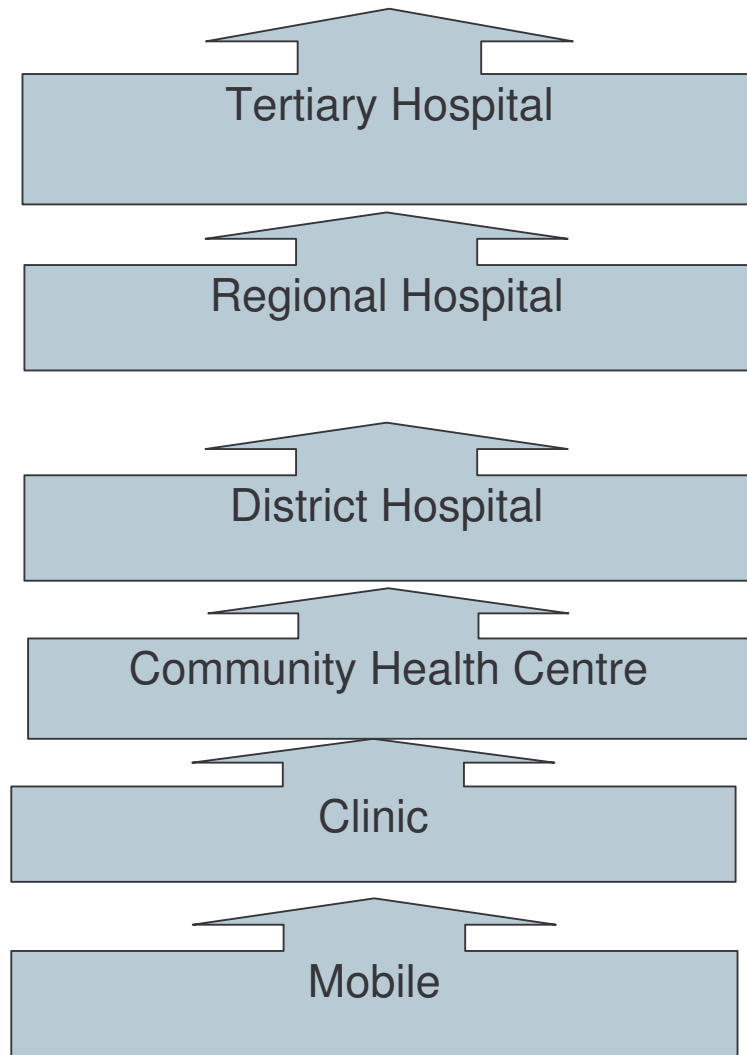 Tertiary Hospital
Regional Hospital
District Hospital
Community Health Centre
Clinic
Mobile